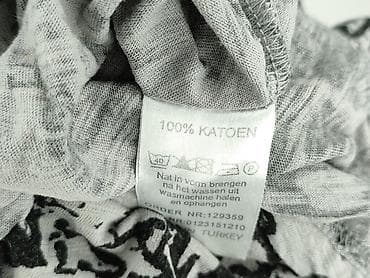 100% KATOEN
40 P
Nat in vorm brengen
na het wassen uit
wasmachine halen
en ophangen
ORDER NR:129359
0123151210
TURKEY